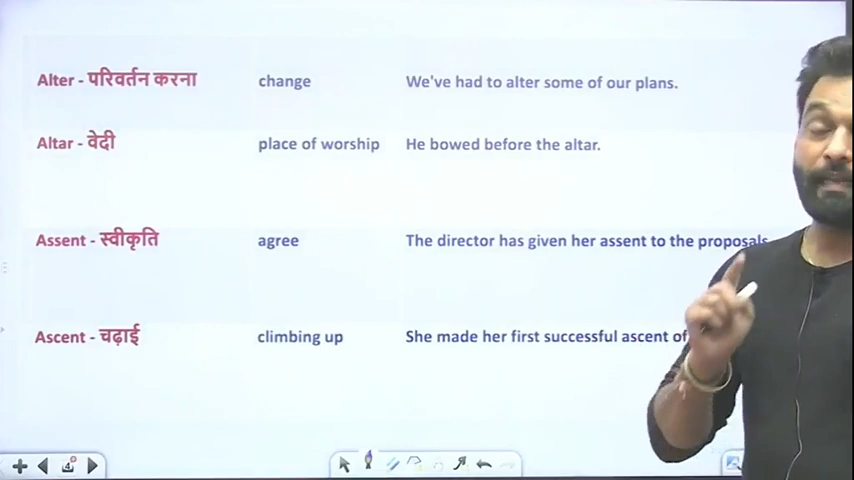 Alter - परिवर्तन करना change We've had to alter some of our plans.
Altar - वेदी place of worship He bowed before the altar.
Assent - स्वीकृति agree The director has given her assent to the proposals
Ascent - चढ़ाई climbing up She made her first successful ascent of